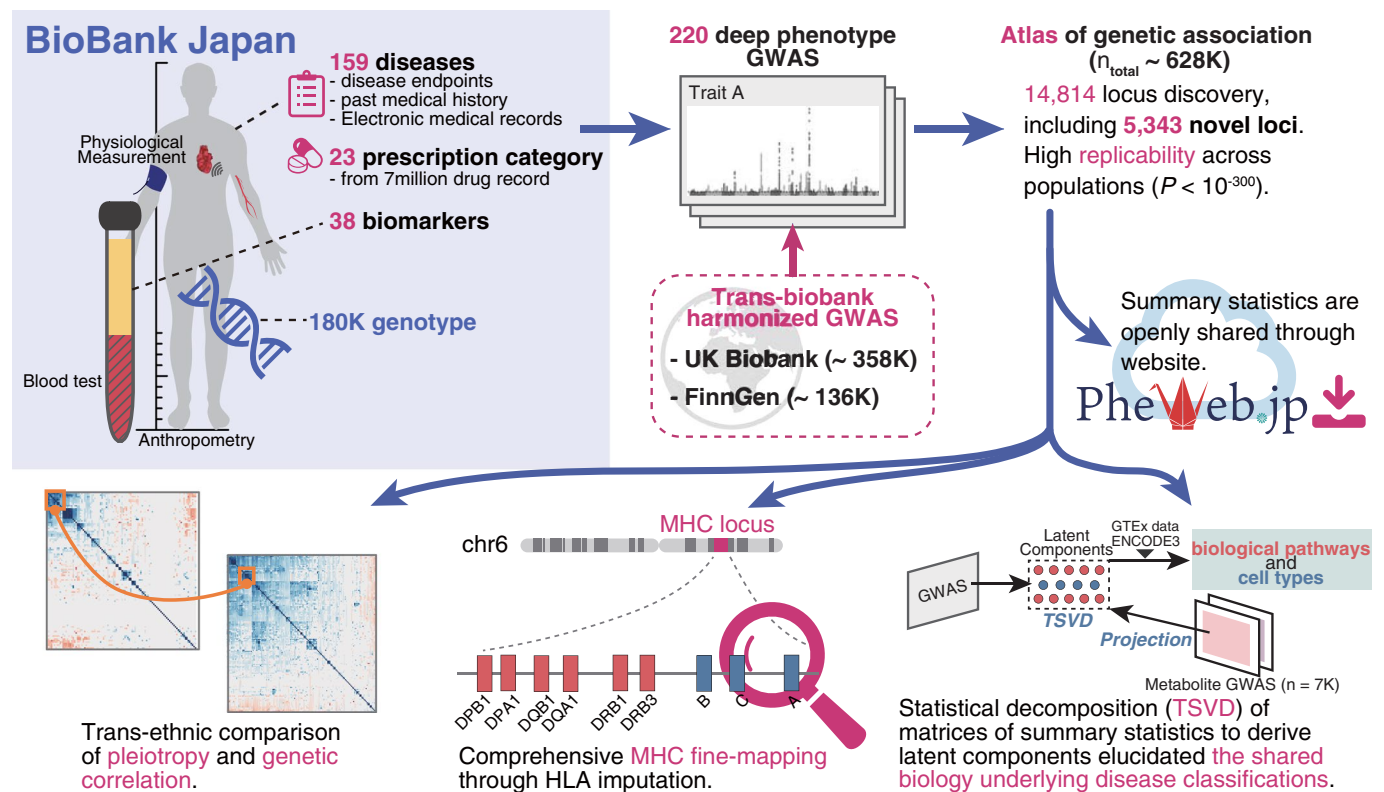 BioBank Japan
159 diseases
- disease endpoints
- past medical history
- Electronic medical records
Physiological
Measurement
23 prescription category
- from 7million drug record
38 biomarkers
180K genotype
Blood test
Anthropometry
220 deep phenotype
GWAS
Trait A
Trans-biobank
harmonized GWAS
- UK Biobank (~ 358K)
- FinnGen (~ 136K)
Atlas of genetic association
(n total ~ 628K)
14,814 locus discovery,
including 5,343 novel loci.
High replicability across
populations (P < 10-300).
Summary statistics are
openly shared through
website.
PheWeb.jp
Trans-ethnic comparison
of pleiotropy and genetic
correlation.
MHC locus
chr6
DPB1
DPA1
DQB1
DQA1
DRB1
DRB3
B
C
A
Comprehensive MHC fine-mapping
through HLA imputation.
GWAS
Latent
Components
TSVD
GTEx data
ENCODE3
biological pathways
and
cell types
Projection
Metabolite GWAS (n = 7K)
Statistical decomposition (TSVD) of
matrices of summary statistics to derive
latent components elucidated the shared
biology underlying disease classifications.